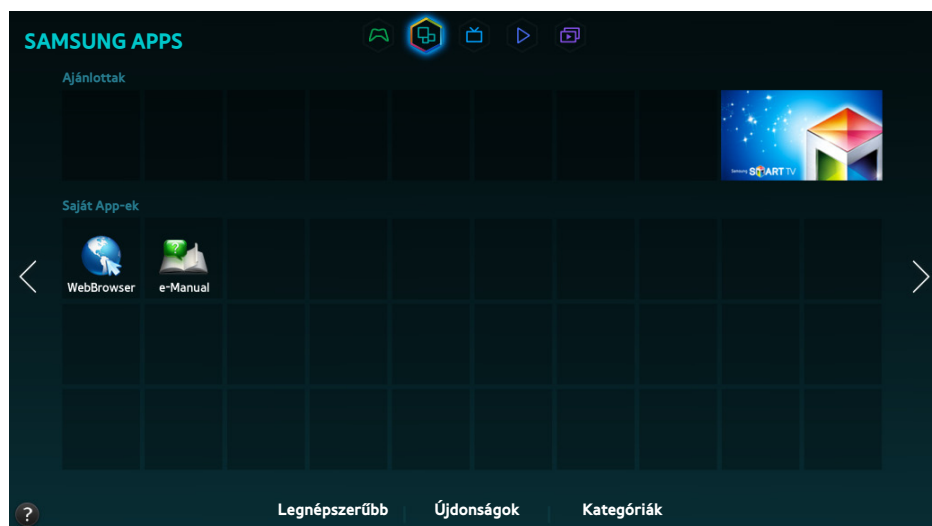 SAMSUNG APPS
Ajánlottak
Samsung SMART TV
Saját App-ek
WebBrowser
e-Manual
Legnépszerűbb
Újdonságok
Kategóriák
?